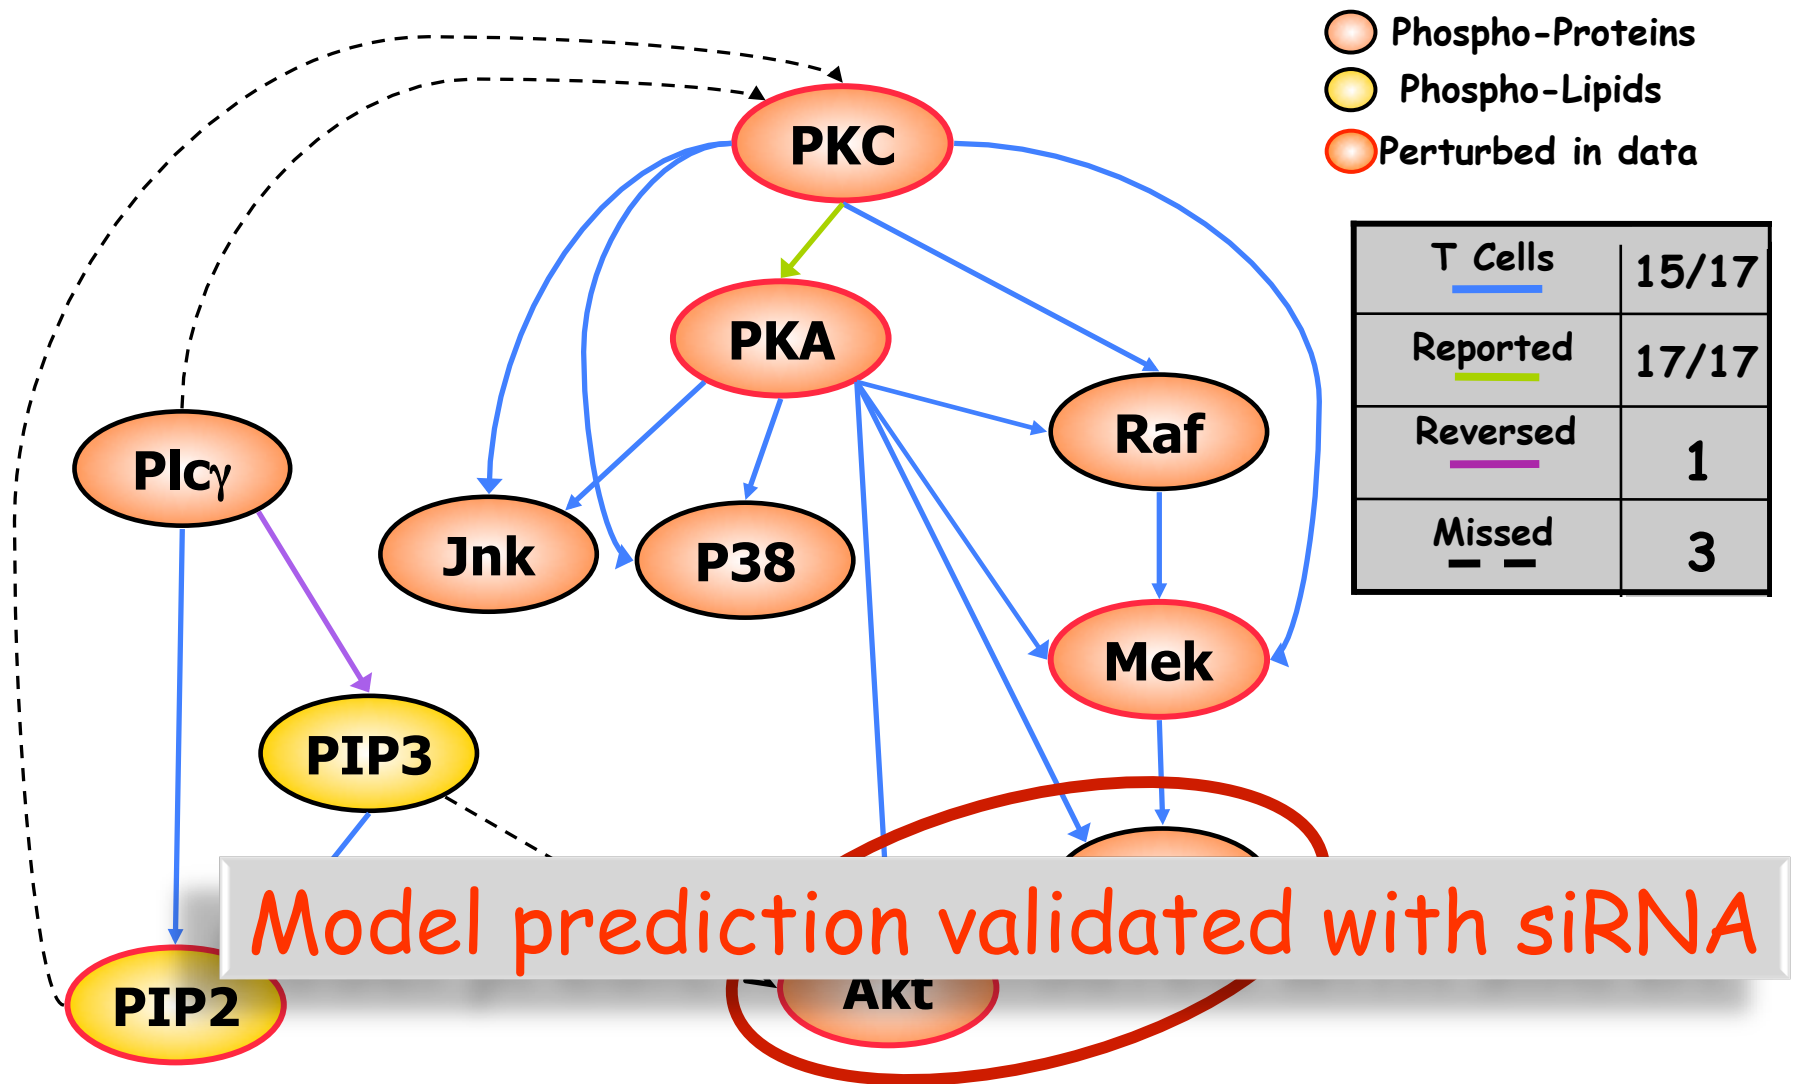 Phospho-Proteins
Phospho-Lipids
Perturbed in data
PKC
T Cells 15/17
PKA
Reported 17/17
Raf
Reversed 1
Plcγ
Missed 3
Jnk
P38
Mek
PIP3
Model prediction validated with siRNA
Akt
PIP2